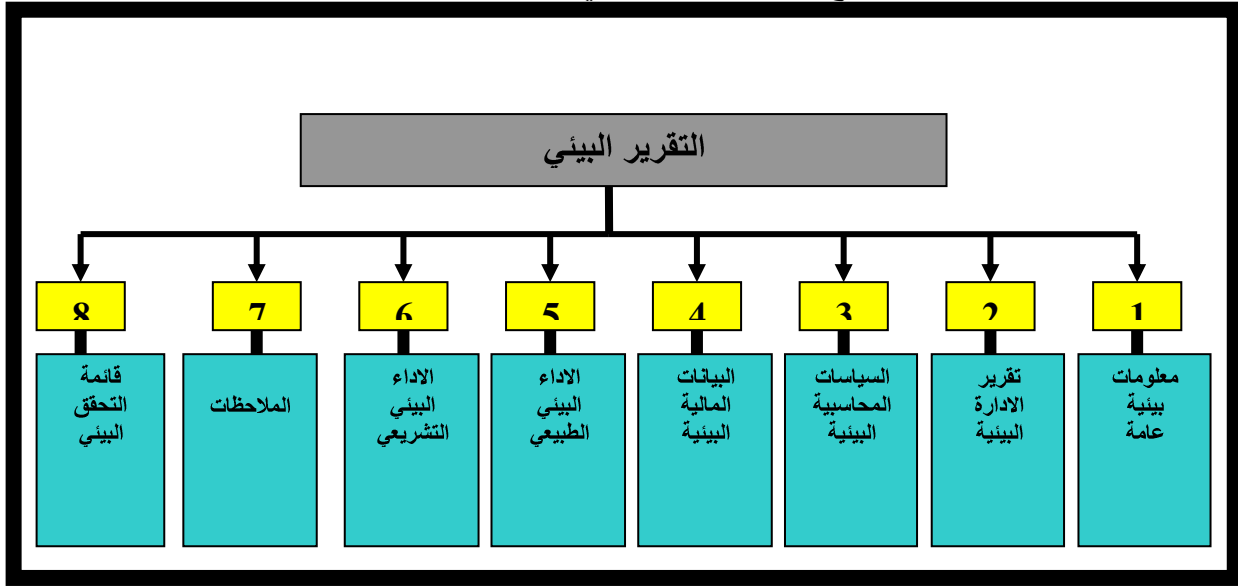 التقرير البيئي
1
معلومات
بيئية
عامة
2
تقرير
الادارة
البيئية
3
السياسات
المحاسبية
البيئية
4
البيانات
المالية
البيئية
5
الاداء
البيئي
الطبيعي
6
الاداء
البيئي
التشريعي
7
الملاحظات
8
قائمة
التحقق
البيئي